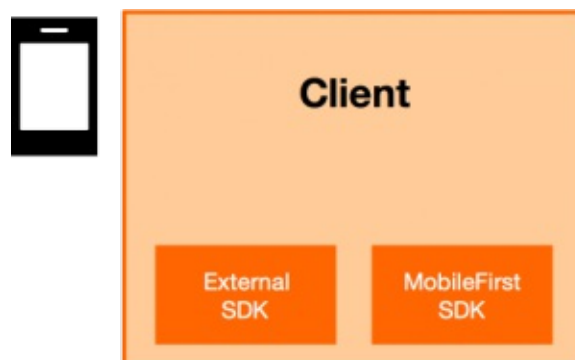 Client
External
SDK
MobileFirst
SDK